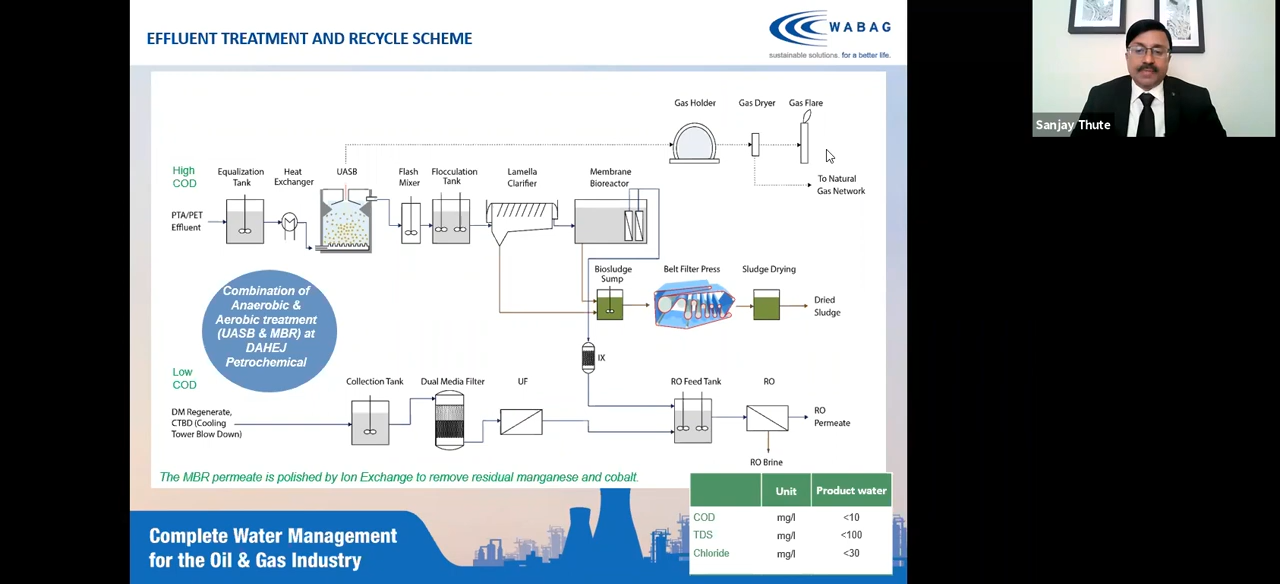 EFFLUENT TREATMENT AND RECYCLE SCHEME
WABAG
sustainable solutions. for a better life.
Sanjay Thute
Gas Holder
Gas Dryer
Gas Flare
To Natural
Gas Network
High
COD
Equalization
Tank
Heat
Exchanger
UASB
Flash
Mixer
Flocculation
Tank
Lamella
Clarifier
Membrane
Bioreactor
PTA/PET
Effluent
Biosludge
Sump
Belt Filter Press
Sludge Drying
Dried
Sludge
Combination of
Anaerobic &
Aerobic treatment
(UASB & MBR) at
DAHEJ
Petrochemical
IX
Low
COD
Collection Tank
Dual Media Filter
UF
RO Feed Tank
RO
DM Regenerate,
CTBD (Cooling
Tower Blow Down)
RO
Permeate
RO Brine
The MBR permeate is polished by Ion Exchange to remove residual manganese and cobalt.
Unit Product water
COD mg/l <10
TDS mg/l <100
Chloride mg/l <30
Complete Water Management
for the Oil & Gas Industry